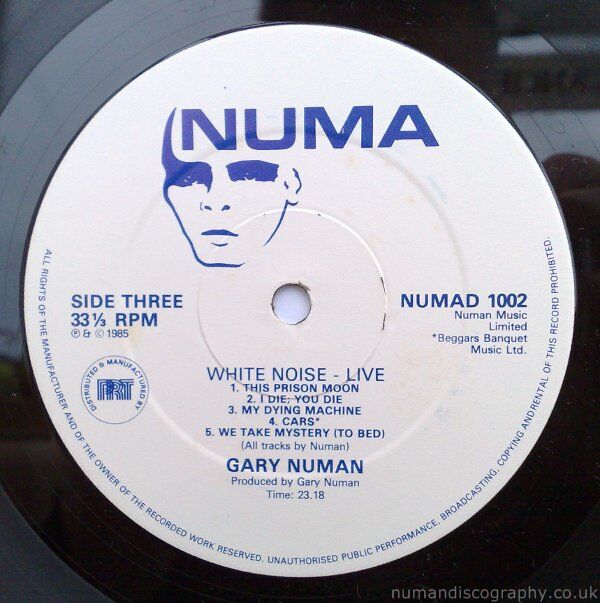 NUMA
SIDE THREE
33⅓ RPM
Ⓟ & © 1985
NUMAD 1002
Numan Music
Limited
*Beggars Banquet
Music Ltd.
DISTRIBUTED & MANUFACTURED BY
PRT
WHITE NOISE - LIVE
1. THIS PRISON MOON
2. I DIE; YOU DIE
3. MY DYING MACHINE
4. CARS*
5. WE TAKE MYSTERY (TO BED)
(All tracks by Numan)
GARY NUMAN
Produced by Gary Numan
Time: 23.18
ALL RIGHTS OF THE MANUFACTURER AND OF THE OWNER OF THE RECORDED WORK RESERVED. UNAUTHORISED PUBLIC PERFORMANCE, BROADCASTING, COPYING AND RENTAL OF THIS RECORD PROHIBITED.
numandiscography.co.uk